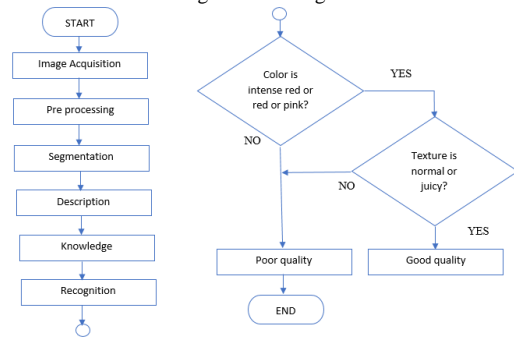 START
Image Acquisition
Pre processing
Segmentation
Description
Knowledge
Recognition
Color is
intense red or
red or pink?
YES
NO
Texture is
normal or
juicy?
NO
YES
Poor quality
Good quality
END